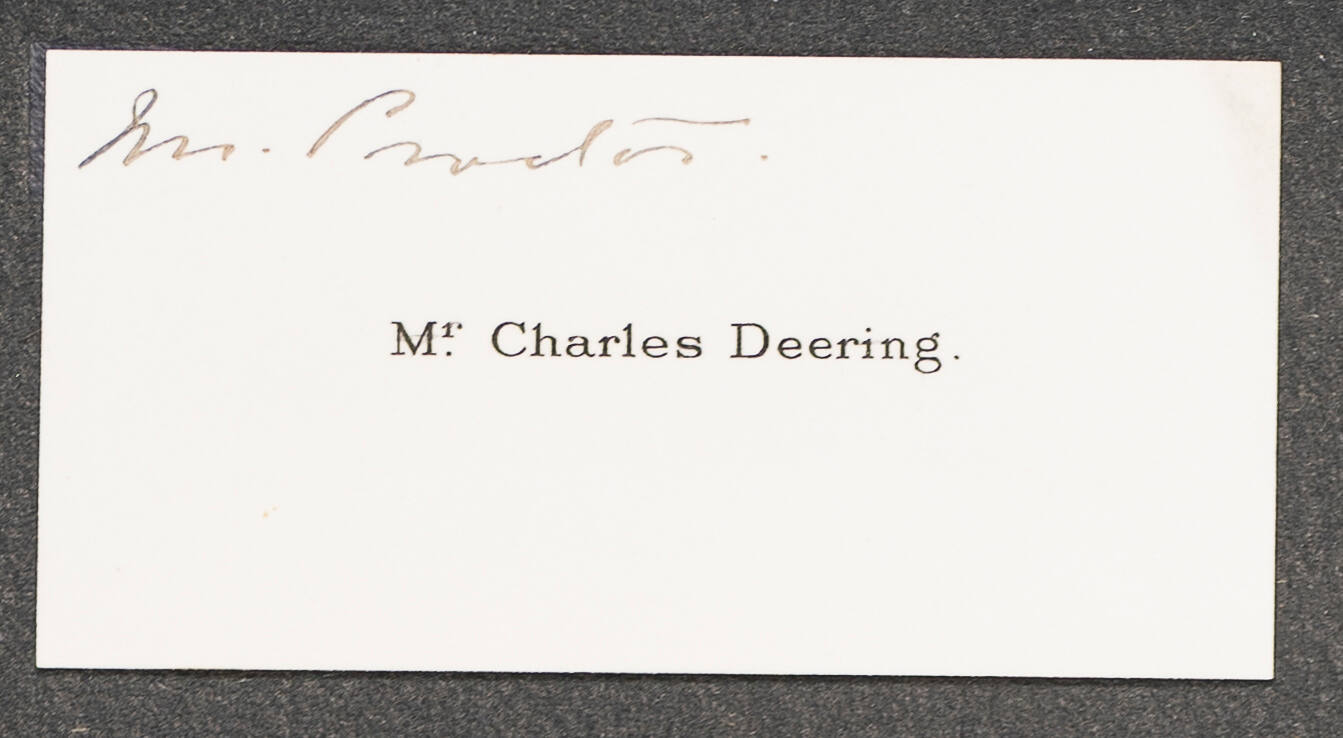 Mr. Proctor.
Mr. Charles Deering.